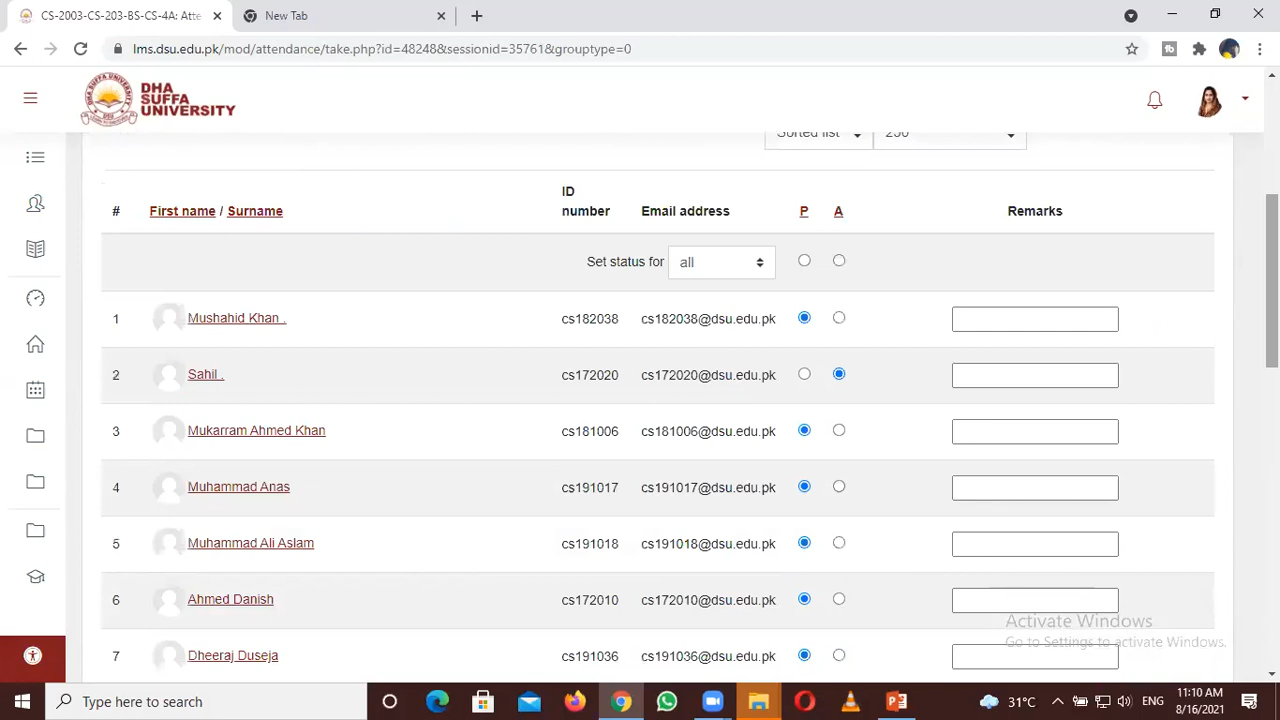 CS-2003-CS-203-BS-CS-4A: Atte
New Tab
lms.dsu.edu.pk/mod/attendance/take.php?id=48248&sessionid=35761&grouptype=0
DHA
SUFFA
UNIVERSITY
Sorted list 250
# First name / Surname ID number Email address P A Remarks
Set status for all
1 Mushahid Khan . cs182038 cs182038@dsu.edu.pk
2 Sahil . cs172020 cs172020@dsu.edu.pk
3 Mukarram Ahmed Khan cs181006 cs181006@dsu.edu.pk
4 Muhammad Anas cs191017 cs191017@dsu.edu.pk
5 Muhammad Ali Aslam cs191018 cs191018@dsu.edu.pk
6 Ahmed Danish cs172010 cs172010@dsu.edu.pk
7 Dheeraj Duseja cs191036 cs191036@dsu.edu.pk
Activate Windows
Go to Settings to activate Windows.
Type here to search
31°C
ENG
11:10 AM
8/16/2021